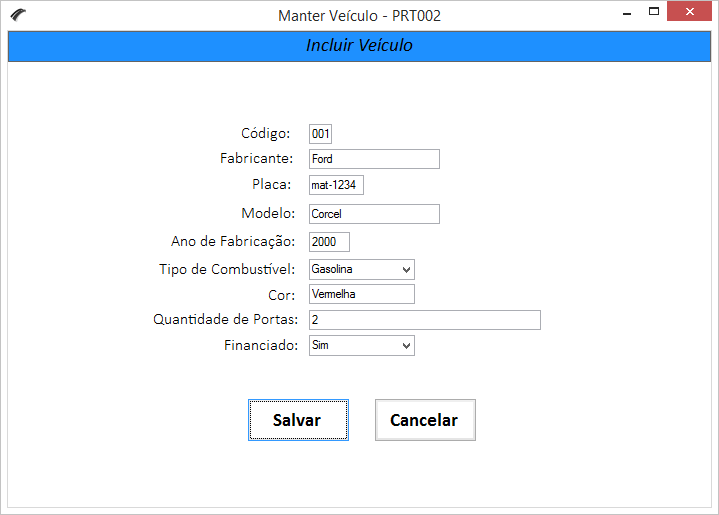 Manter Veículo - PRT002
Incluir Veículo
Código: 001
Fabricante: Ford
Placa: mat-1234
Modelo: Corcel
Ano de Fabricação: 2000
Tipo de Combustível: Gasolina
Cor: Vermelha
Quantidade de Portas: 2
Financiado: Sim
Salvar Cancelar